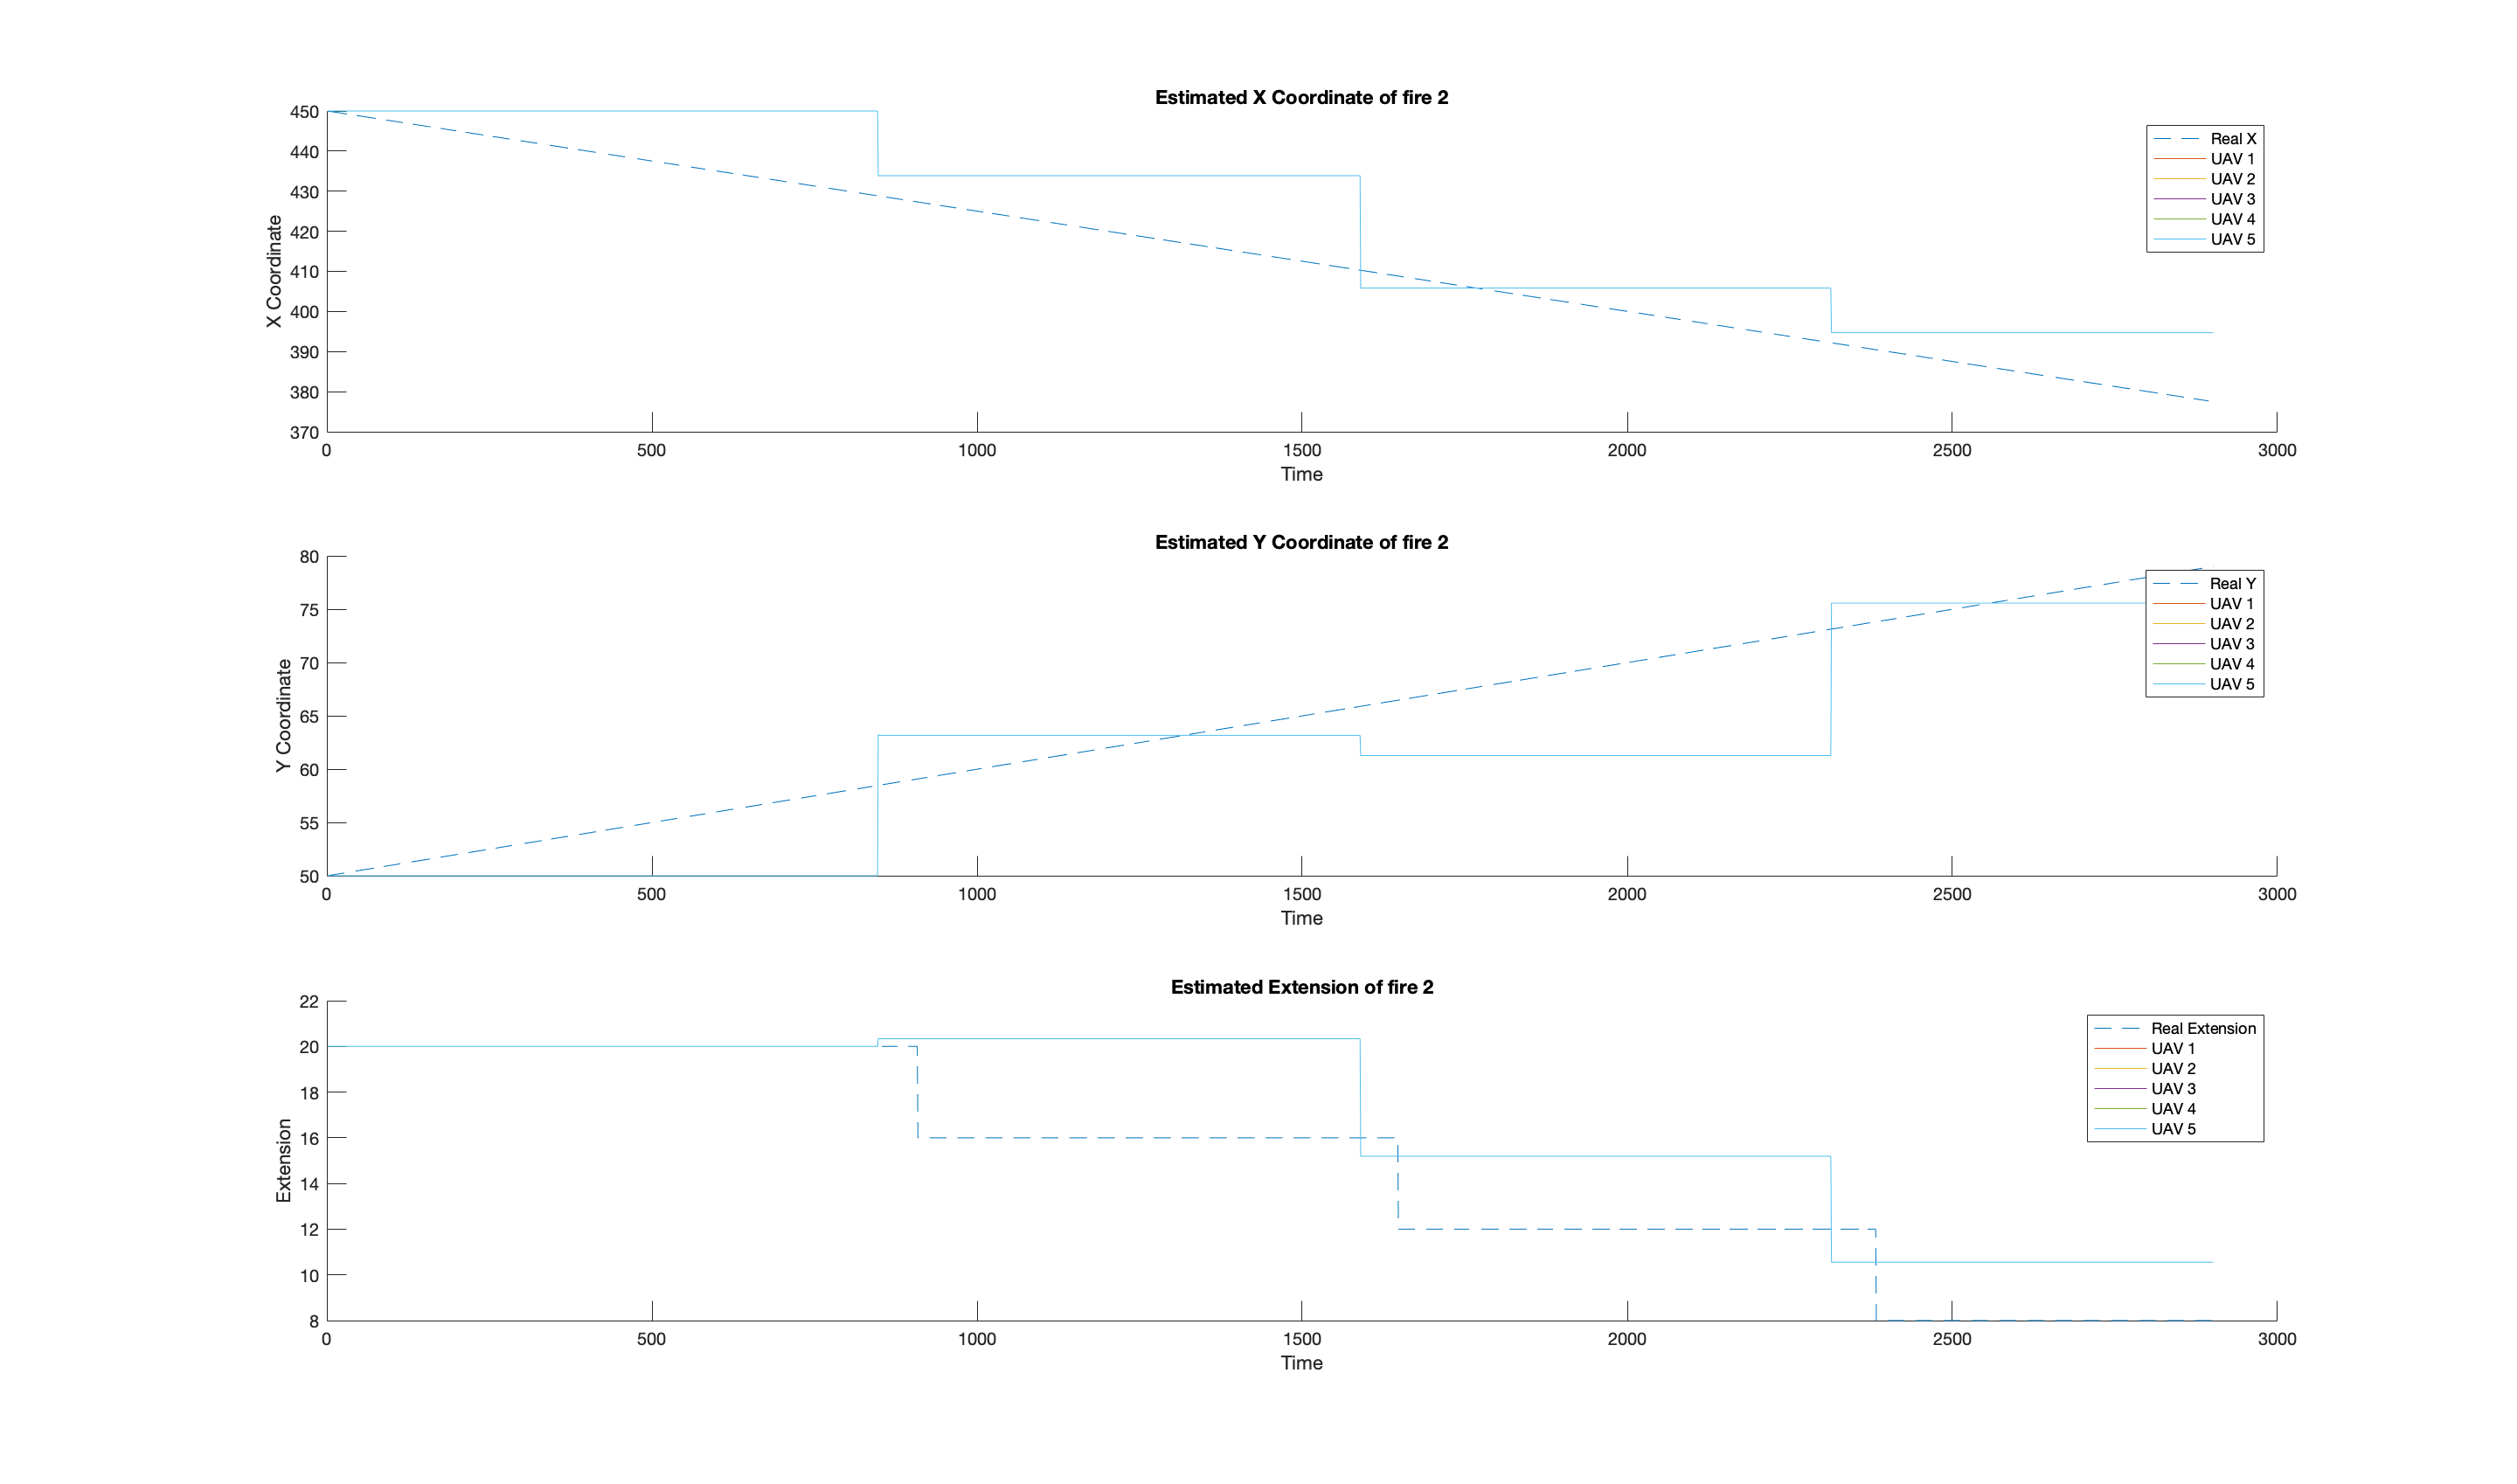 Estimated X Coordinate of fire 2
450
440
430
420
410
400
390
380
370
X Coordinate
0 500 1000 1500 2000 2500 3000
Time
Real X
UAV 1
UAV 2
UAV 3
UAV 4
UAV 5
Estimated Y Coordinate of fire 2
80
75
70
65
60
55
50
Y Coordinate
0 500 1000 1500 2000 2500 3000
Time
Real Y
UAV 1
UAV 2
UAV 3
UAV 4
UAV 5
Estimated Extension of fire 2
22
20
18
16
14
12
10
8
Extension
0 500 1000 1500 2000 2500 3000
Time
Real Extension
UAV 1
UAV 2
UAV 3
UAV 4
UAV 5